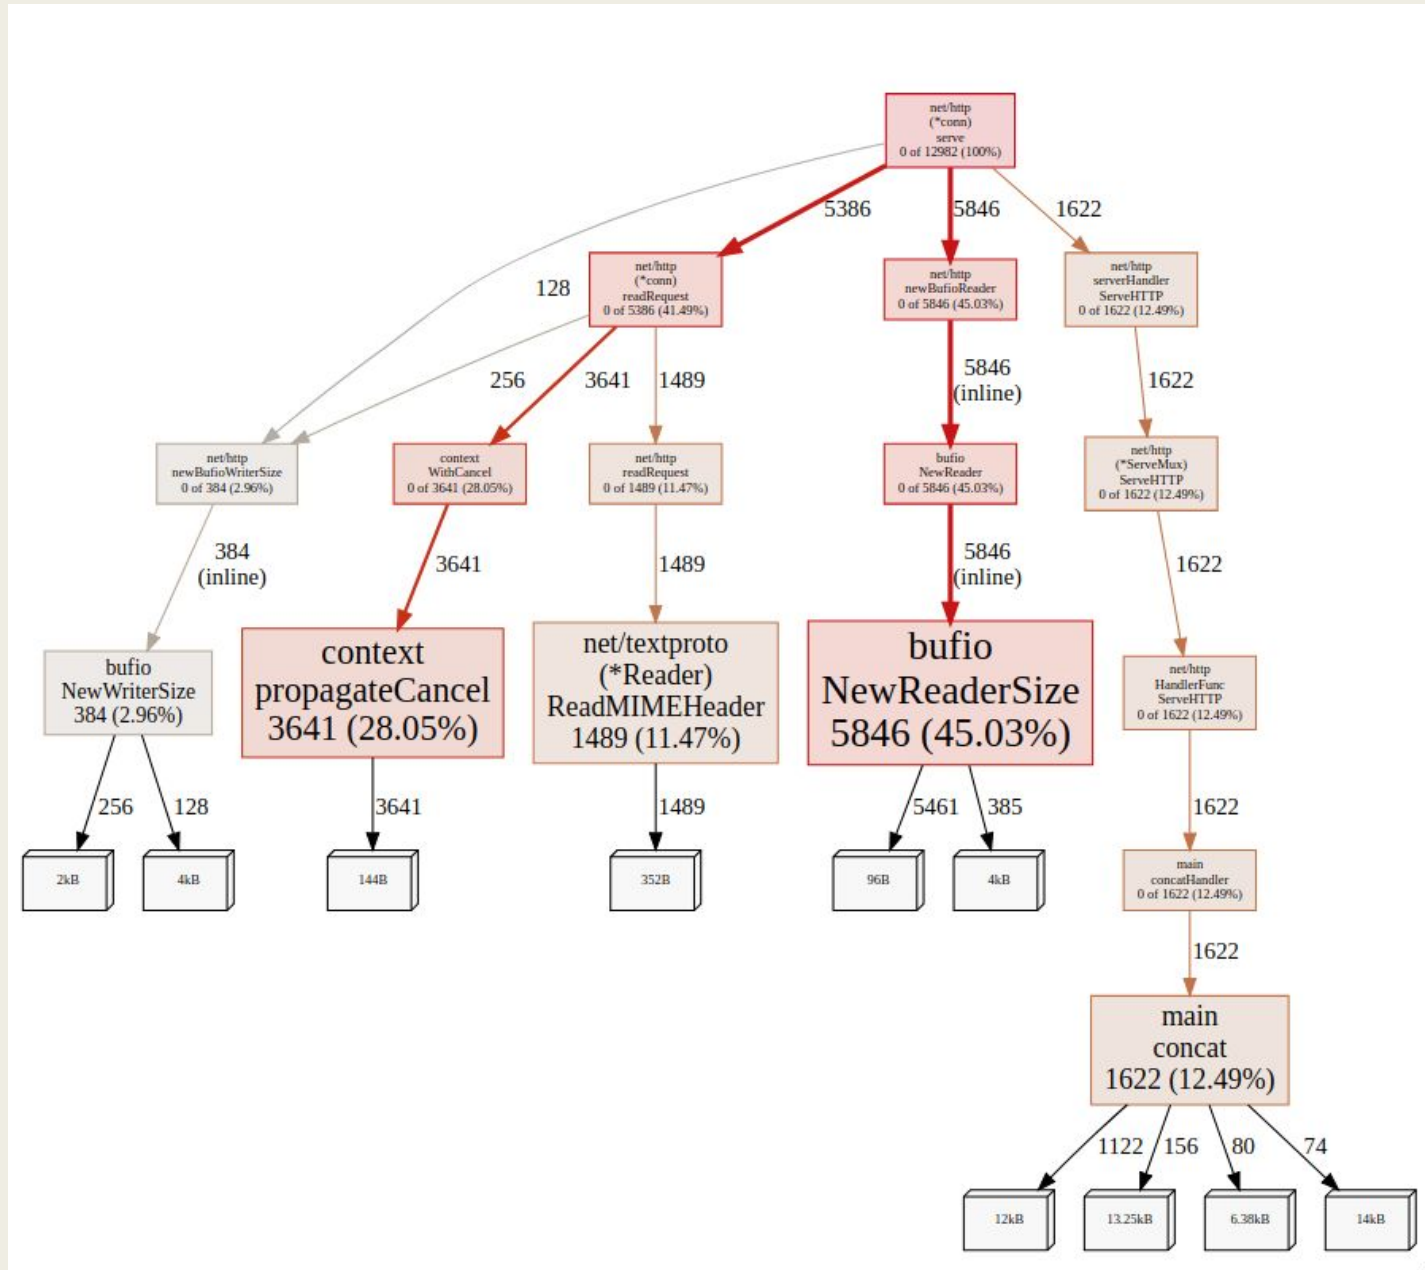 net/http
(*conn)
serve
0 of 12982 (100%)
5386
5846
1622
net/http
(*conn)
readRequest
0 of 5386 (41.49%)
net/http
newBufioReader
0 of 5846 (45.03%)
net/http
serverHandler
ServeHTTP
0 of 1622 (12.49%)
128
256
3641
1489
5846
(inline)
1622
net/http
newBufioWriterSize
0 of 384 (2.96%)
context
WithCancel
0 of 3641 (28.05%)
net/http
readRequest
0 of 1489 (11.47%)
bufio
NewReader
0 of 5846 (45.03%)
net/http
(*ServeMux)
ServeHTTP
0 of 1622 (12.49%)
384
(inline)
3641
1489
5846
(inline)
1622
bufio
NewWriterSize
384 (2.96%)
context
propagateCancel
3641 (28.05%)
net/textproto
(*Reader)
ReadMIMEHeader
1489 (11.47%)
bufio
NewReaderSize
5846 (45.03%)
net/http
HandlerFunc
ServeHTTP
0 of 1622 (12.49%)
256
128
3641
1489
5461
385
1622
2kB
4kB
144B
352B
96B
4kB
main
concatHandler
0 of 1622 (12.49%)
1622
main
concat
1622 (12.49%)
1122
156
80
74
12kB
13.25kB
6.38kB
14kB